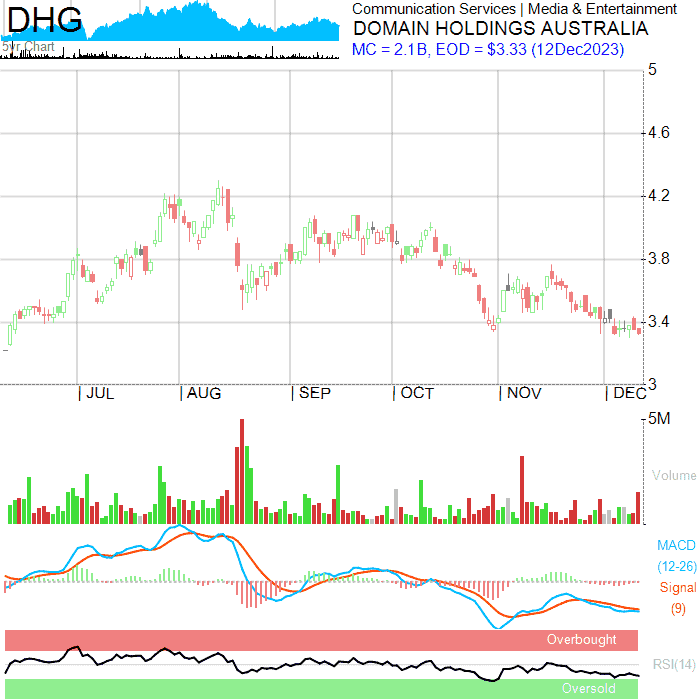 DHG
5yr Chart
Communication Services | Media & Entertainment
DOMAIN HOLDINGS AUSTRALIA
MC = 2.1B, EOD = $3.33 (12Dec2023)
5
4.6
4.2
3.8
3.4
3
JUL
AUG
SEP
OCT
NOV
DEC
5M
Volume
MACD
(12-26)
Signal
(9)
Overbought
RSI(14)
Oversold